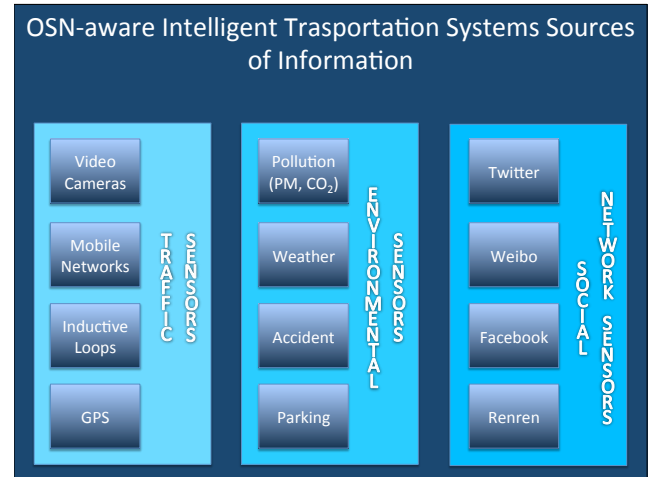 OSN-aware Intelligent Trasportation Systems Sources
of Information
Video
Cameras
Mobile
Networks
Inductive
Loops
GPS
TRAFFIC
SENSORS
Pollution
(PM, CO₂)
Weather
Accident
Parking
ENVIRONMENTAL
SENSORS
Twitter
Weibo
Facebook
Renren
SOCIAL
NETWORK SENSORS